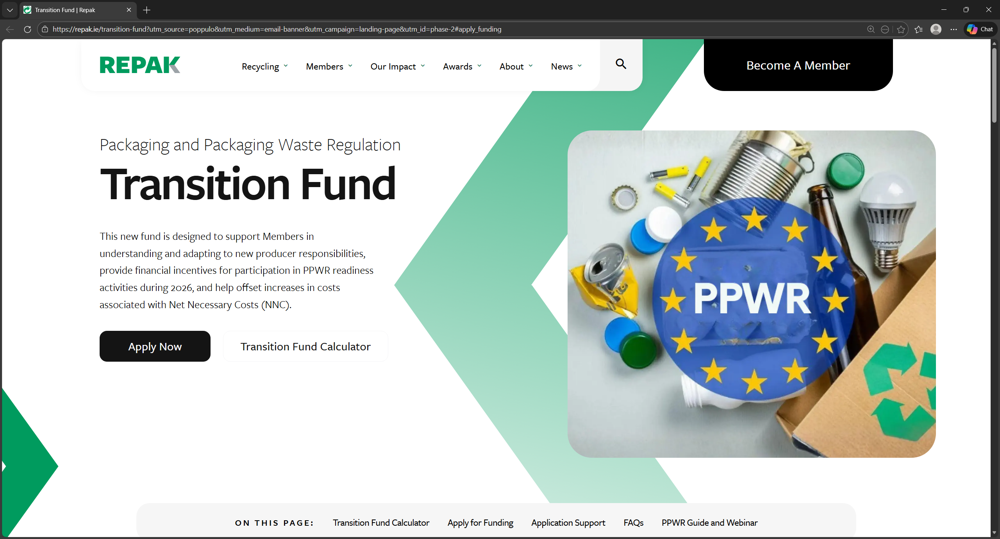 Transition Fund | Repak
https://repak.ie/transition-fund?utm_source=poppulo&utm_medium=email-banner&utm_campaign=landing-page&utm_id=phase-2#apply_funding
Chat
REPAK
Recycling
Members
Our Impact
Awards
About
News
Become A Member
Packaging and Packaging Waste Regulation
Transition Fund
This new fund is designed to support Members in
understanding and adapting to new producer responsibilities,
provide financial incentives for participation in PPWR readiness
activities during 2026, and help offset increases in costs
associated with Net Necessary Costs (NNC).
Apply Now
Transition Fund Calculator
PPWR
ON THIS PAGE:
Transition Fund Calculator
Apply for Funding
Application Support
FAQs
PPWR Guide and Webinar